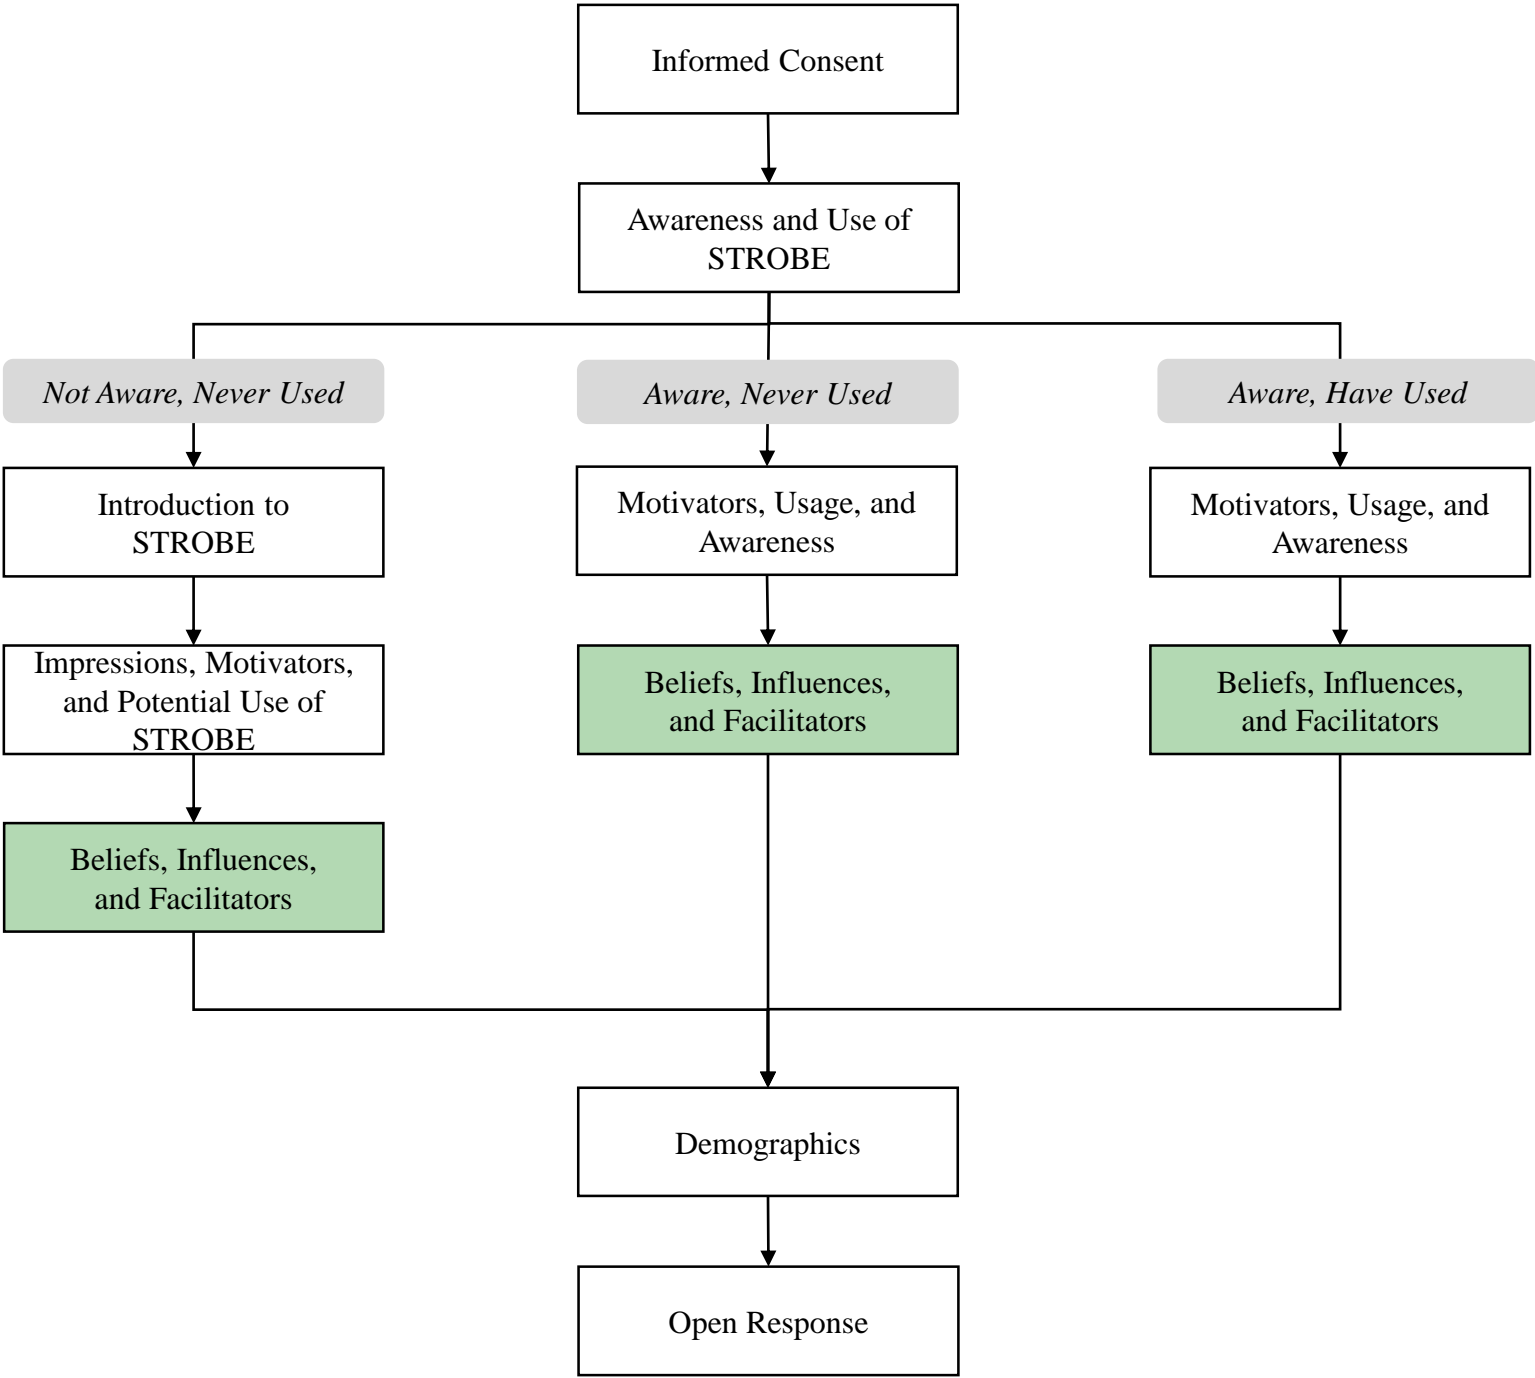 Informed Consent
Awareness and Use of
STROBE
Not Aware, Never Used
Aware, Never Used
Aware, Have Used
Introduction to
STROBE
Motivators, Usage, and
Awareness
Motivators, Usage, and
Awareness
Impressions, Motivators,
and Potential Use of
STROBE
Beliefs, Influences,
and Facilitators
Beliefs, Influences,
and Facilitators
Beliefs, Influences,
and Facilitators
Demographics
Open Response